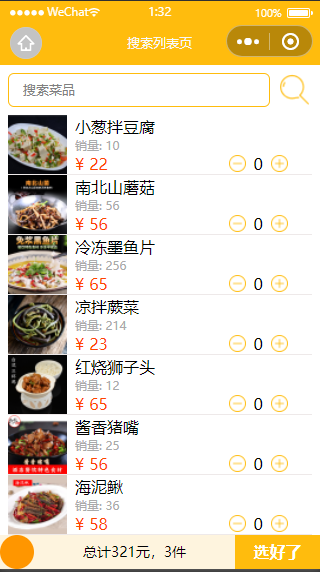 WeChat 1:32 100%
搜索列表页
搜索菜品
小葱拌豆腐
销量: 10
¥ 22 0
南北山蘑菇
销量: 56
¥ 56 0
冷冻墨鱼片
销量: 256
¥ 65 0
凉拌蕨菜
销量: 214
¥ 23 0
红烧狮子头
销量: 12
¥ 65 0
酱香猪嘴
销量: 25
¥ 56 0
海泥鳅
销量: 36
¥ 58 0
总计321元，3件
选好了